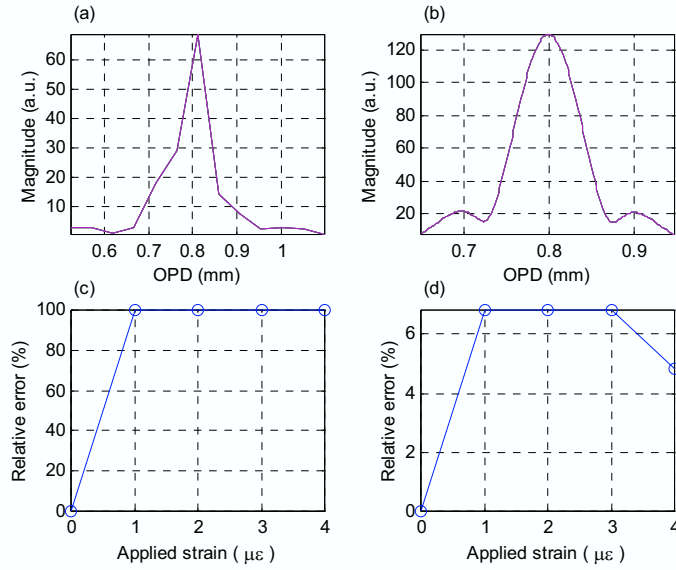 (a)
Magnitude (a.u.)
60
50
40
30
20
10
0.6 0.7 0.8 0.9 1
OPD (mm)
(b)
Magnitude (a.u.)
120
100
80
60
40
20
0.7 0.8 0.9
OPD (mm)
(c)
Relative error (%)
100
80
60
40
20
0
0 1 2 3 4
Applied strain ( με )
(d)
Relative error (%)
6
4
2
0
0 1 2 3 4
Applied strain ( με )